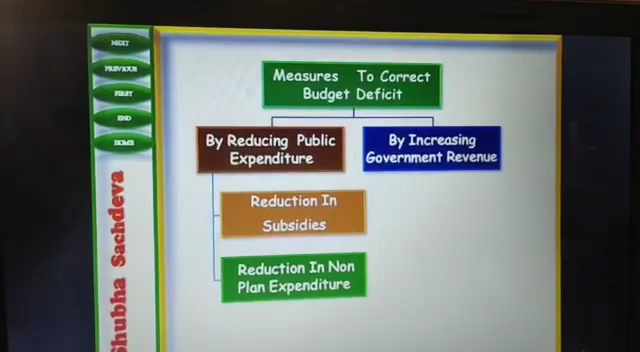 NEXT
PREVIOUS
FIRST
END
HOME
Shubha Sachdeva
Measures To Correct
Budget Deficit
By Reducing Public
Expenditure
By Increasing
Government Revenue
Reduction In
Subsidies
Reduction In Non
Plan Expenditure